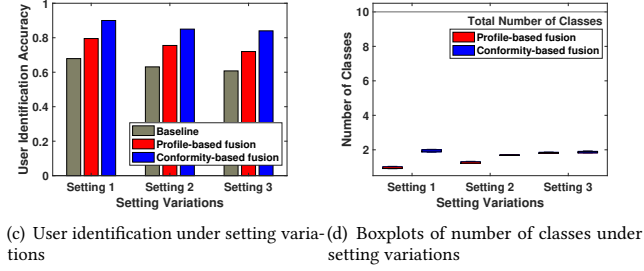 User Identification Accuracy
1
0.8
0.6
0.4
0.2
0
Baseline
Profile-based fusion
Conformity-based fusion
Setting 1 Setting 2 Setting 3
Setting Variations
(c) User identification under setting varia-
tions
Number of Classes
10
8
6
4
2
Total Number of Classes
Profile-based fusion
Conformity-based fusion
Setting 1 Setting 2 Setting 3
Setting Variations
(d) Boxplots of number of classes under
setting variations